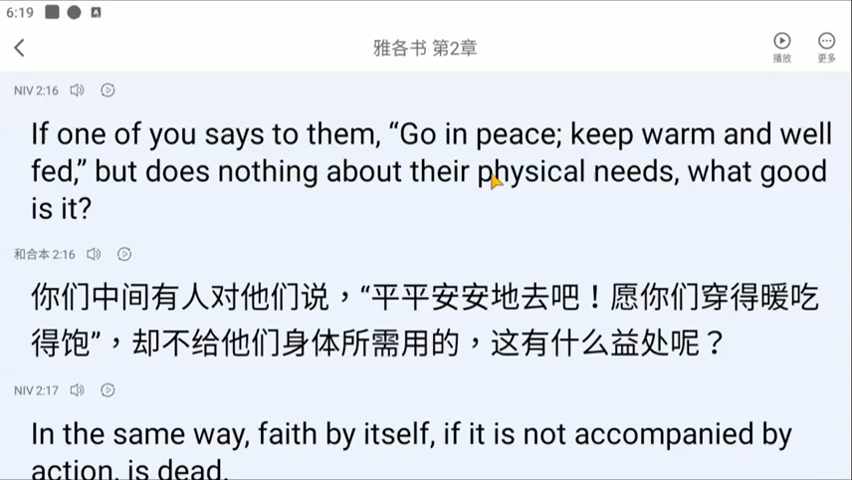 6:19
雅各书 第2章
播放
更多
NIV 2:16
If one of you says to them, “Go in peace; keep warm and well
fed,” but does nothing about their physical needs, what good
is it?
和合本 2:16
你们中间有人对他们说，“平平安安地去吧！愿你们穿得暖吃
得饱”，却不给他们身体所需用的，这有什么益处呢？
NIV 2:17
In the same way, faith by itself, if it is not accompanied by
action, is dead.